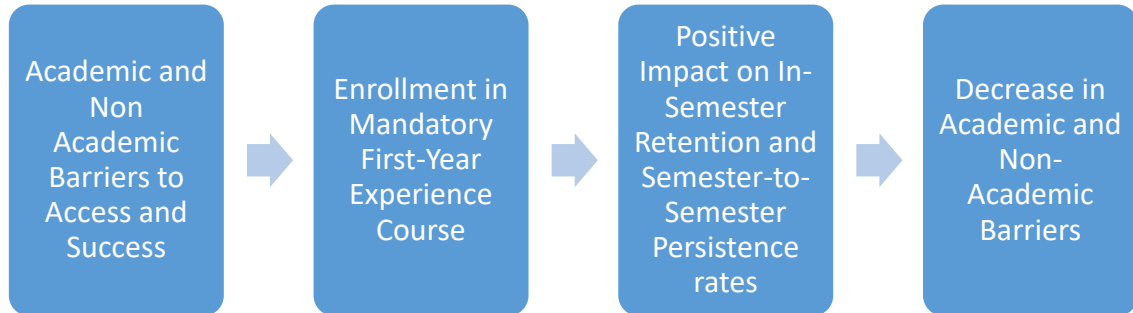 Academic and
Non
Academic
Barriers to
Access and
Success
Enrollment in
Mandatory
First-Year
Experience
Course
Positive
Impact on In-
Semester
Retention and
Semester-to-
Semester
Persistence
rates
Decrease in
Academic and
Non-
Academic
Barriers